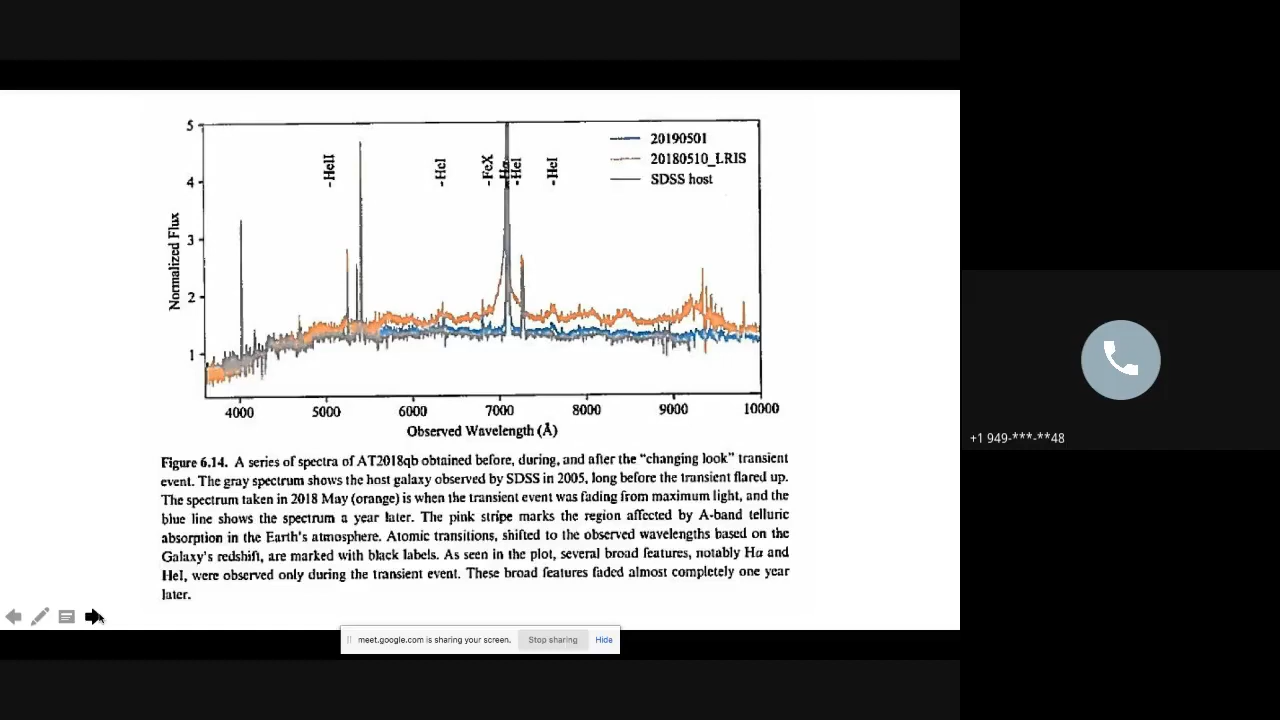 5
4
3
2
1
Normalized Flux
-HeII
-HeI
-FeX
-Hα
-HeI
-HeI
20190501
20180510_LRIS
SDSS host
4000 5000 6000 7000 8000 9000 10000
Observed Wavelength (Å)
Figure 6.14. A series of spectra of AT2018qb obtained before, during, and after the “changing look” transient
event. The gray spectrum shows the host galaxy observed by SDSS in 2005, long before the transient flared up.
The spectrum taken in 2018 May (orange) is when the transient event was fading from maximum light, and the
blue line shows the spectrum a year later. The pink stripe marks the region affected by A-band telluric
absorption in the Earth's atmosphere. Atomic transitions, shifted to the observed wavelengths based on the
Galaxy's redshift, are marked with black labels. As seen in the plot, several broad features, notably Hα and
HeI, were observed only during the transient event. These broad features faded almost completely one year
later.
meet.google.com is sharing your screen. Stop sharing Hide
+1 949-***-**48